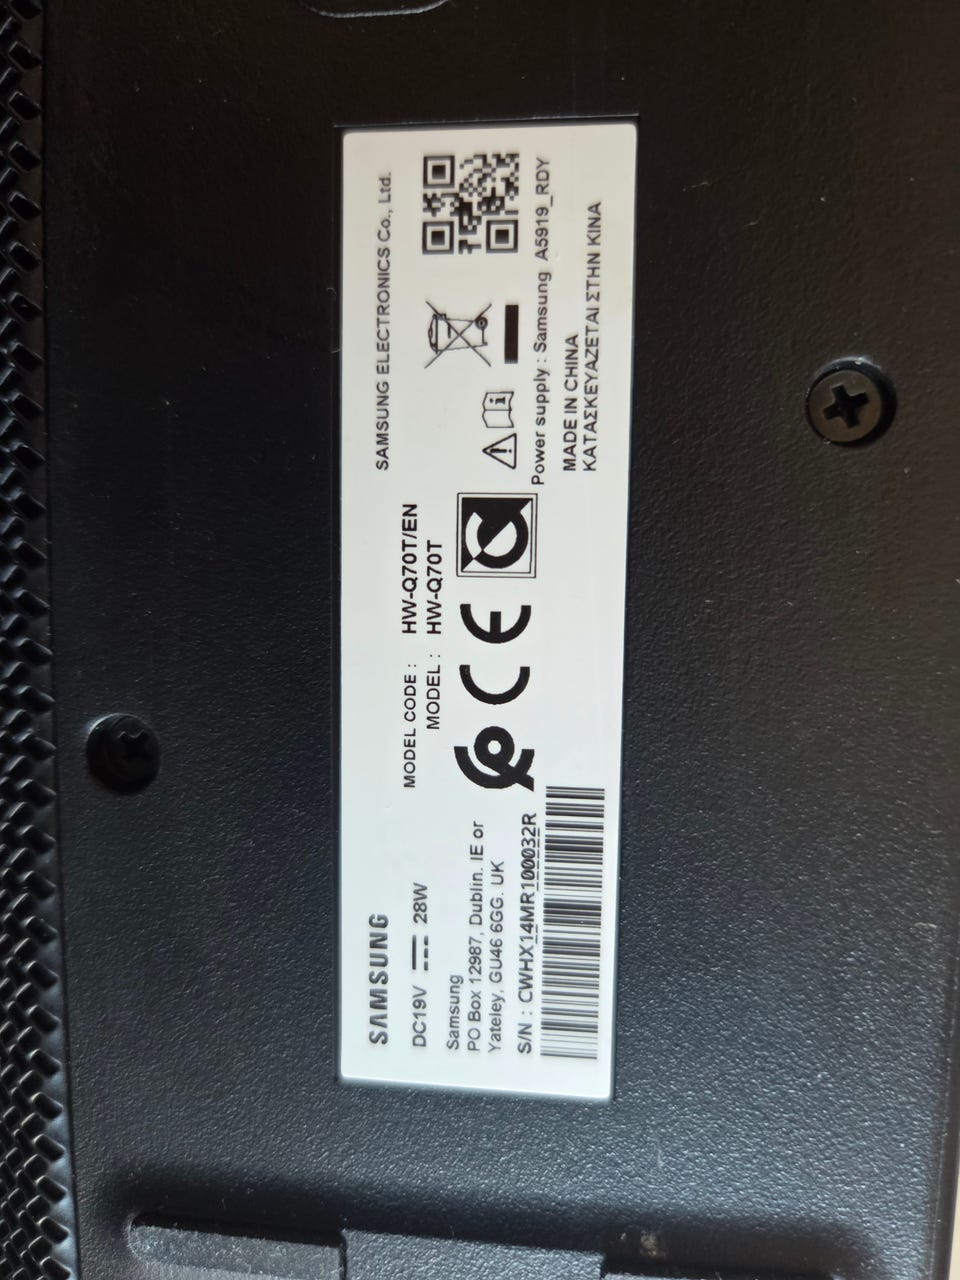 SAMSUNG
DC19V 28W
Samsung
PO Box 12987, Dublin. IE or
Yateley, GU46 6GG. UK
S/N : CWHX14MR100032R
MODEL CODE : HW-Q70T/EN
MODEL : HW-Q70T
CE
SAMSUNG ELECTRONICS Co., Ltd.
Power supply : Samsung A5919_RDY
MADE IN CHINA
ΚΑΤΑΣΚΕΥΑΖΕΤΑΙ ΣΤΗΝ ΚΙΝΑ